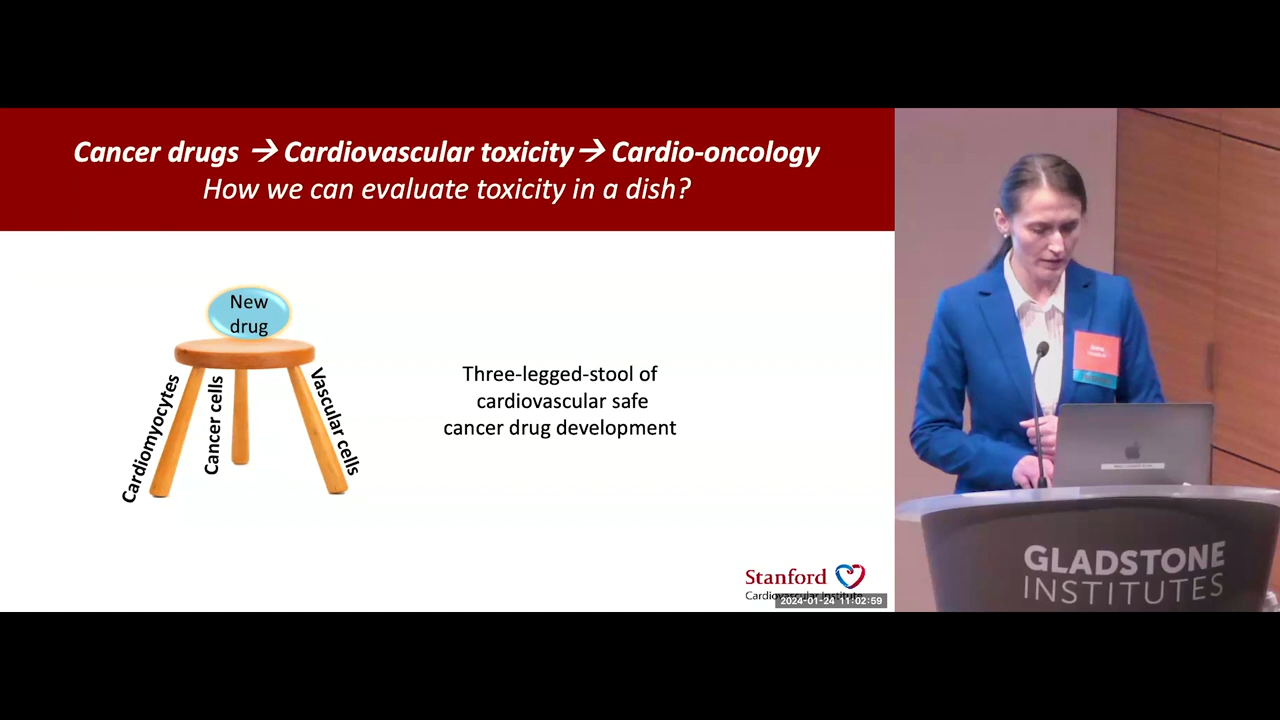 Cancer drugs → Cardiovascular toxicity → Cardio-oncology
How we can evaluate toxicity in a dish?
New
drug
Cardiomyocytes
Cancer cells
Vascular cells
Three-legged-stool of
cardiovascular safe
cancer drug development
Stanford
Cardiovascular Institute
2024-01-24 11:02:59
GLADSTONE
INSTITUTES